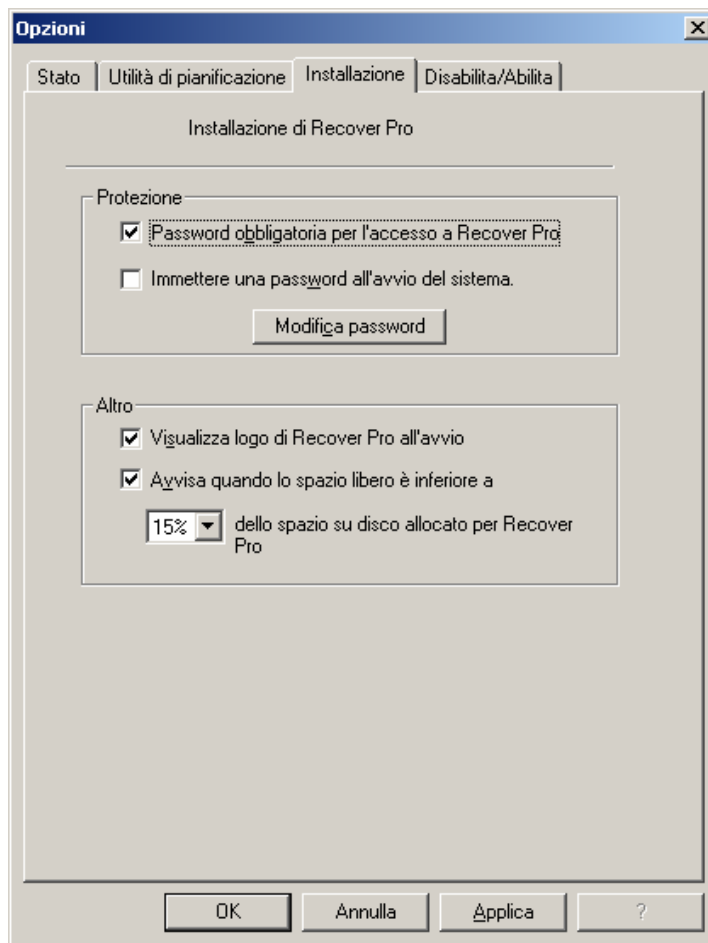 Opzioni
Stato
Utilità di pianificazione
Installazione
Disabilita/Abilita
Installazione di Recover Pro
Protezione
Password obbligatoria per l'accesso a Recover Pro
Immettere una password all'avvio del sistema.
Modifica password
Altro
Visualizza logo di Recover Pro all'avvio
Avvisa quando lo spazio libero è inferiore a
15%
dello spazio su disco allocato per Recover
Pro
OK
Annulla
Applica
?